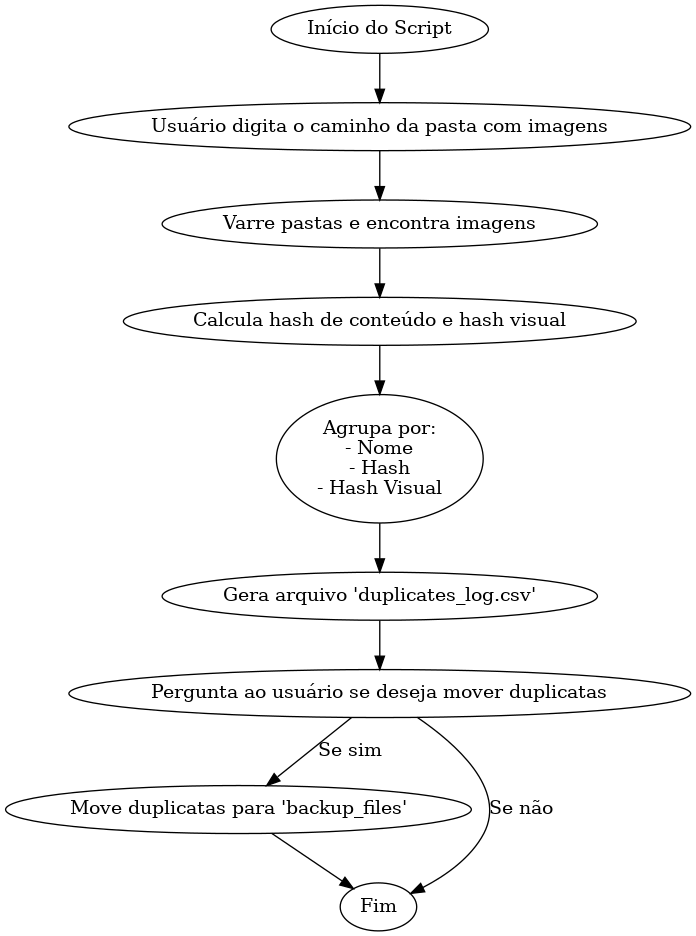 Início do Script
Usuário digita o caminho da pasta com imagens
Varre pastas e encontra imagens
Calcula hash de conteúdo e hash visual
Agrupa por:
- Nome
- Hash
- Hash Visual
Gera arquivo 'duplicates_log.csv'
Pergunta ao usuário se deseja mover duplicatas
Se sim
Move duplicatas para 'backup_files'
Se não
Fim